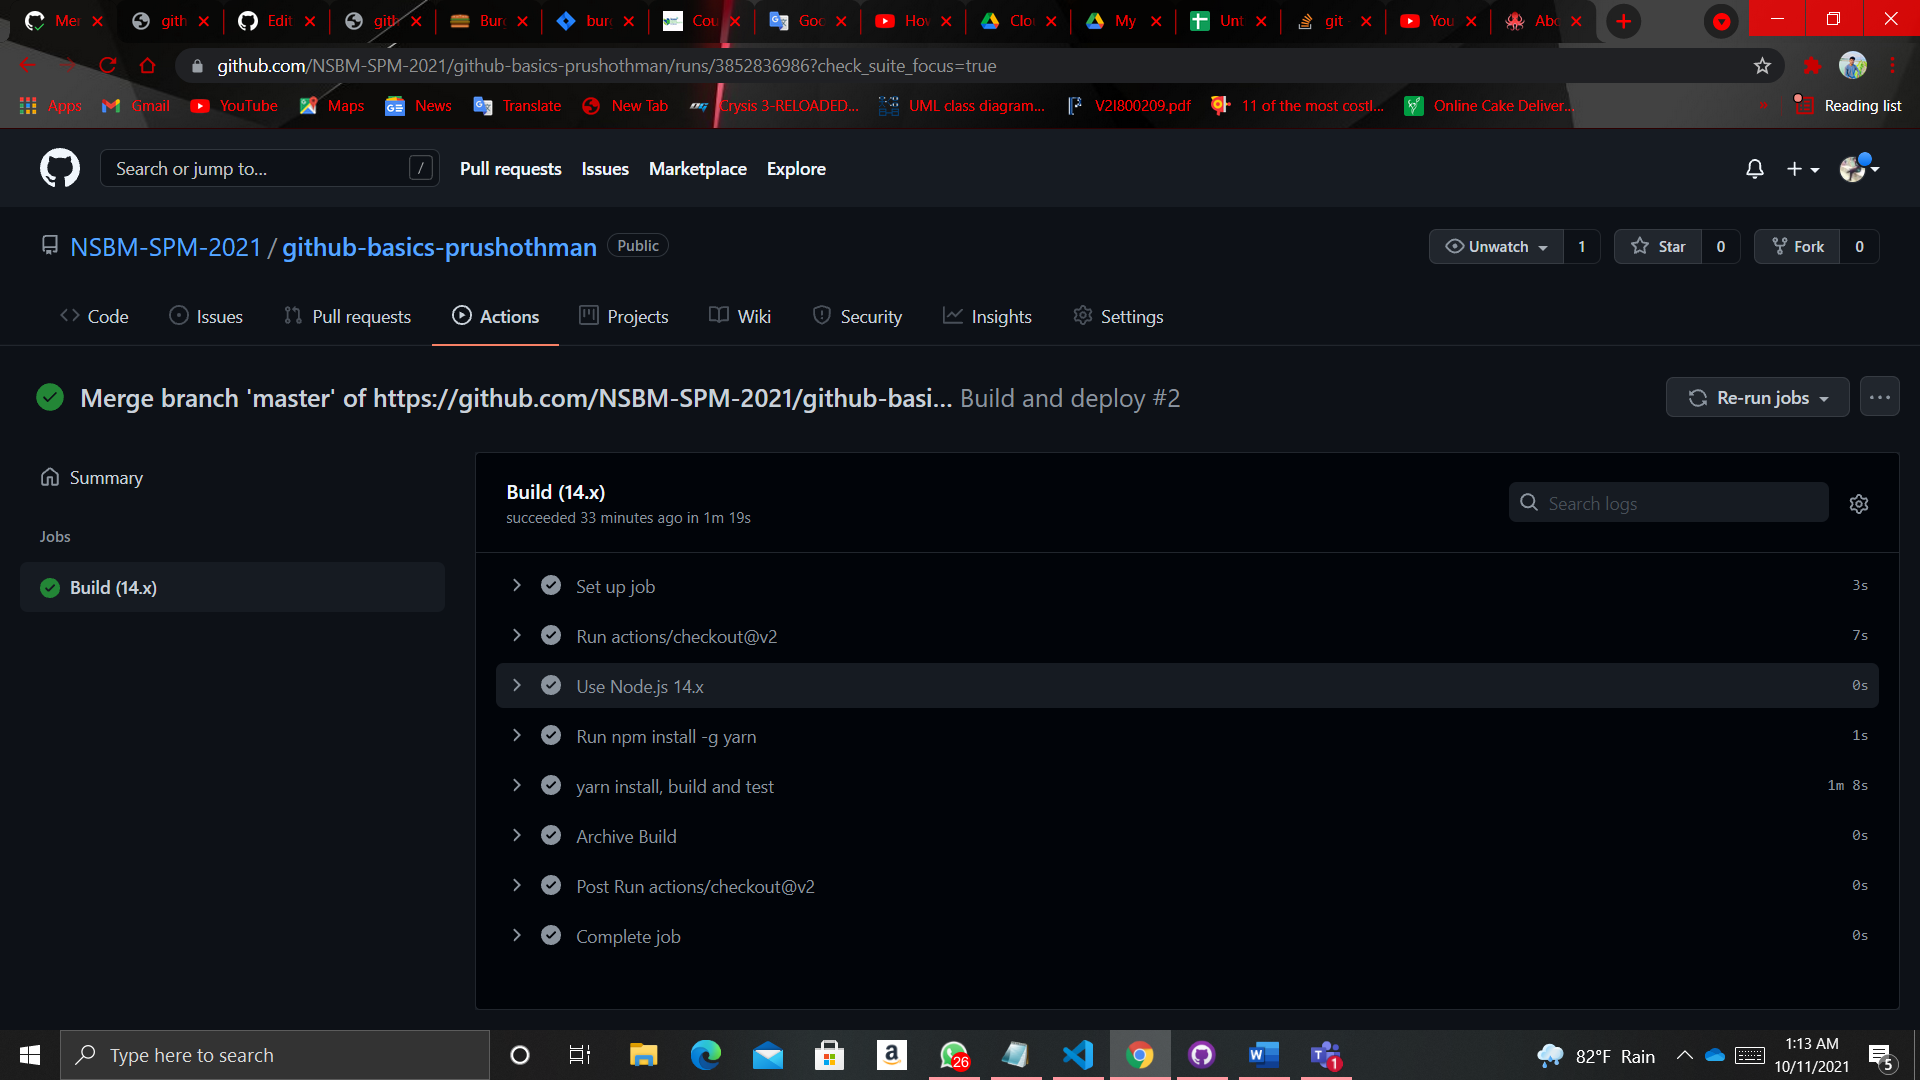 Mer gith Edit gith Burg burg Cou Goo How Clou My Unt git You Abo
github.com/NSBM-SPM-2021/github-basics-prushothman/runs/3852836986?check_suite_focus=true
Apps Gmail YouTube Maps News Translate New Tab Crysis 3-RELOADED... UML class diagram... V2I800209.pdf 11 of the most costl... Online Cake Deliver... » Reading list
Search or jump to... / Pull requests Issues Marketplace Explore
NSBM-SPM-2021 / github-basics-prushothman Public Unwatch 1 Star 0 Fork 0
Code Issues Pull requests Actions Projects Wiki Security Insights Settings
Merge branch 'master' of https://github.com/NSBM-SPM-2021/github-basi... Build and deploy #2 Re-run jobs ...
Summary
Jobs
Build (14.x)
Build (14.x)
succeeded 33 minutes ago in 1m 19s
Search logs
Set up job 3s
Run actions/checkout@v2 7s
Use Node.js 14.x 0s
Run npm install -g yarn 1s
yarn install, build and test 1m 8s
Archive Build 0s
Post Run actions/checkout@v2 0s
Complete job 0s
Type here to search
26
1
82°F Rain
1:13 AM
10/11/2021
5